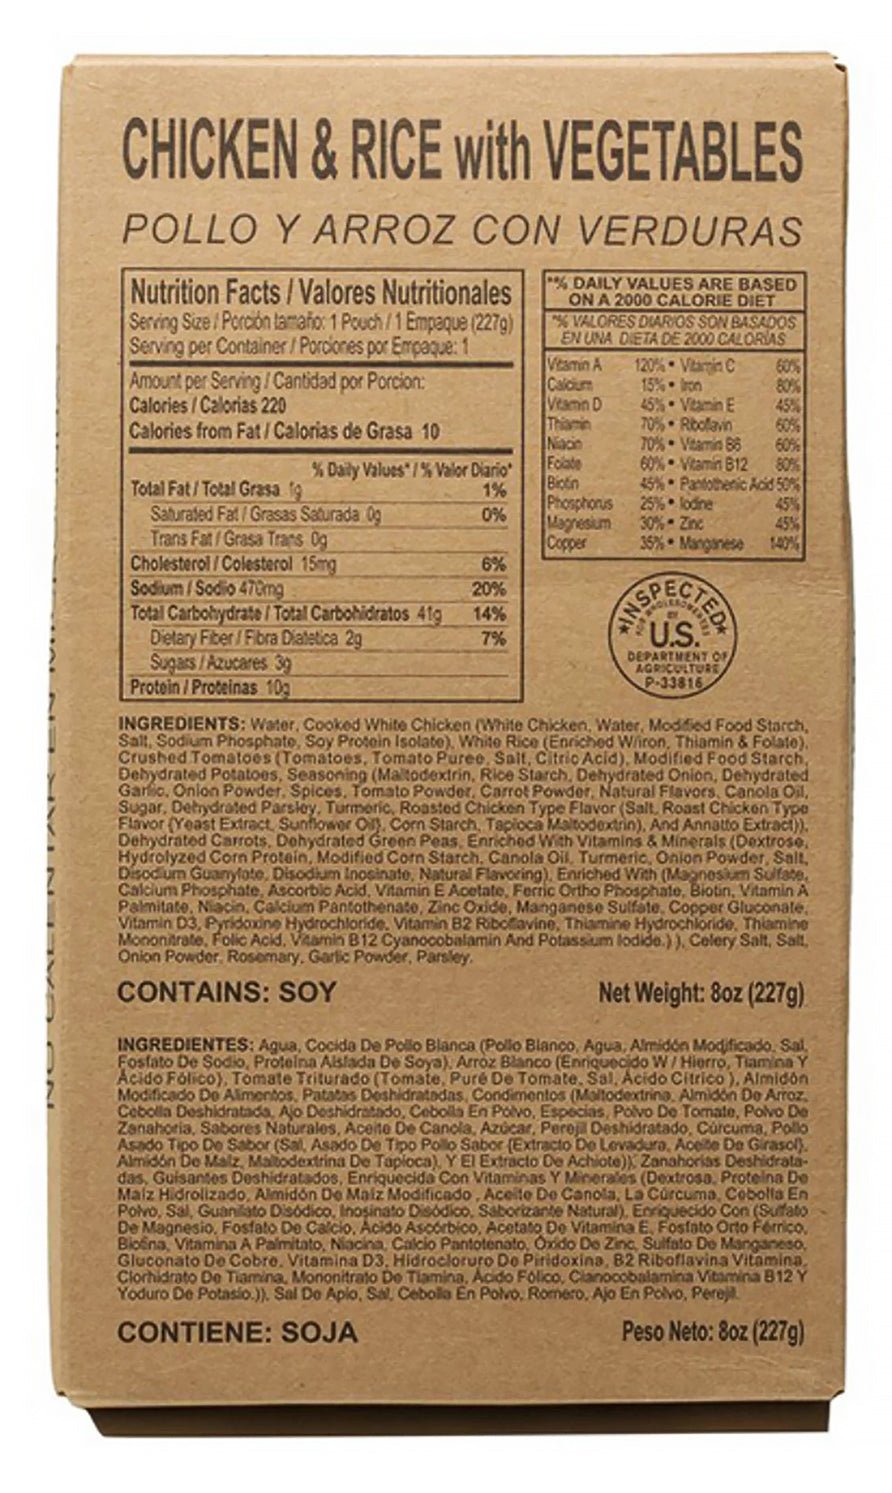 CHICKEN & RICE with VEGETABLES
POLLO Y ARROZ CON VERDURAS
Nutrition Facts / Valores Nutritionales
Serving Size / Porción tamaño: 1 Pouch / 1 Empaque (227g)
Serving per Container / Porciones por Empaque: 1
Amount per Serving / Cantidad por Porcion:
Calories / Calorias 220
Calories from Fat / Calorias de Grasa 10
% Daily Values* / % Valor Diario*
Total Fat / Total Grasa 1g 1%
Saturated Fat / Grasas Saturada 0g 0%
Trans Fat / Grasa Trans 0g
Cholesterol / Colesterol 15mg 6%
Sodium / Sodio 470mg 20%
Total Carbohydrate / Total Carbohidratos 41g 14%
Dietary Fiber / Fibra Diatetica 2g 7%
Sugars / Azucares 3g
Protein / Proteinas 10g
*% DAILY VALUES ARE BASED
ON A 2000 CALORIE DIET
*% VALORES DIARIOS SON BASADOS
EN UNA DIETA DE 2000 CALORÍAS
Vitamin A 120% • Vitamin C 60%
Calcium 15% • Iron 80%
Vitamin D 45% • Vitamin E 45%
Thiamin 70% • Riboflavin 60%
Niacin 70% • Vitamin B6 60%
Folate 60% • Vitamin B12 80%
Biotin 45% • Pantothenic Acid 50%
Phosphorus 25% • Iodine 45%
Magnesium 30% • Zinc 45%
Copper 35% • Manganese 140%
INSPECTED
FOR WHOLESOMENESS
BY
U.S.
DEPARTMENT OF
AGRICULTURE
P-33816
INGREDIENTS: Water, Cooked White Chicken (White Chicken, Water, Modified Food Starch,
Salt, Sodium Phosphate, Soy Protein Isolate), White Rice (Enriched W/iron, Thiamin & Folate),
Crushed Tomatoes (Tomatoes, Tomato Puree, Salt, Citric Acid), Modified Food Starch,
Dehydrated Potatoes, Seasoning (Maltodextrin, Rice Starch, Dehydrated Onion, Dehydrated
Garlic, Onion Powder, Spices, Tomato Powder, Carrot Powder, Natural Flavors, Canola Oil,
Sugar, Dehydrated Parsley, Turmeric, Roasted Chicken Type Flavor (Salt, Roast Chicken Type
Flavor {Yeast Extract, Sunflower Oil}, Corn Starch, Tapioca Maltodextrin), And Annatto Extract)),
Dehydrated Carrots, Dehydrated Green Peas, Enriched With Vitamins & Minerals (Dextrose,
Hydrolyzed Corn Protein, Modified Corn Starch, Canola Oil, Turmeric, Onion Powder, Salt,
Disodium Guanylate, Disodium Inosinate, Natural Flavoring), Enriched With (Magnesium Sulfate,
Calcium Phosphate, Ascorbic Acid, Vitamin E Acetate, Ferric Ortho Phosphate, Biotin, Vitamin A
Palmitate, Niacin, Calcium Pantothenate, Zinc Oxide, Manganese Sulfate, Copper Gluconate,
Vitamin D3, Pyridoxine Hydrochloride, Vitamin B2 Riboflavine, Thiamine Hydrochloride, Thiamine
Mononitrate, Folic Acid, Vitamin B12 Cyanocobalamin And Potassium Iodide.) ), Celery Salt, Salt,
Onion Powder, Rosemary, Garlic Powder, Parsley.
CONTAINS: SOY
Net Weight: 8oz (227g)
INGREDIENTES: Agua, Cocida De Pollo Blanca (Pollo Blanco, Agua, Almidón Modificado, Sal,
Fosfato De Sodio, Proteína Aislada De Soya), Arroz Blanco (Enriquecido W / Hierro, Tiamina Y
Ácido Fólico), Tomate Triturado (Tomate, Puré De Tomate, Sal, Ácido Cítrico ), Almidón
Modificado De Alimentos, Patatas Deshidratadas, Condimentos (Maltodextrina, Almidón De Arroz,
Cebolla Deshidratada, Ajo Deshidratado, Cebolla En Polvo, Especias, Polvo De Tomate, Polvo De
Zanahoria, Sabores Naturales, Aceite De Canola, Azúcar, Perejil Deshidratado, Cúrcuma, Pollo
Asado Tipo De Sabor (Sal, Asado De Tipo Pollo Sabor {Extracto De Levadura, Aceite De Girasol},
Almidón De Maíz, Maltodextrina De Tapioca), Y El Extracto De Achiote)), Zanahorias Deshidrata-
das, Guisantes Deshidratados, Enriquecida Con Vitaminas Y Minerales (Dextrosa, Proteína De
Maíz Hidrolizado, Almidón De Maíz Modificado , Aceite De Canola, La Cúrcuma, Cebolla En
Polvo, Sal, Guanilato Disódico, Inosinato Disódico, Saborizante Natural), Enriquecido Con (Sulfato
De Magnesio, Fosfato De Calcio, Ácido Ascórbico, Acetato De Vitamina E, Fosfato Orto Férrico,
Biotina, Vitamina A Palmitato, Niacina, Calcio Pantotenato, Óxido De Zinc, Sulfato De Manganeso,
Gluconato De Cobre, Vitamina D3, Hidrocloruro De Piridoxina, B2 Riboflavina Vitamina,
Clorhidrato De Tiamina, Mononitrato De Tiamina, Ácido Fólico, Cianocobalamina Vitamina B12 Y
Yoduro De Potasio.)), Sal De Apio, Sal, Cebolla En Polvo, Romero, Ajo En Polvo, Perejil.
CONTIENE: SOJA
Peso Neto: 8oz (227g)